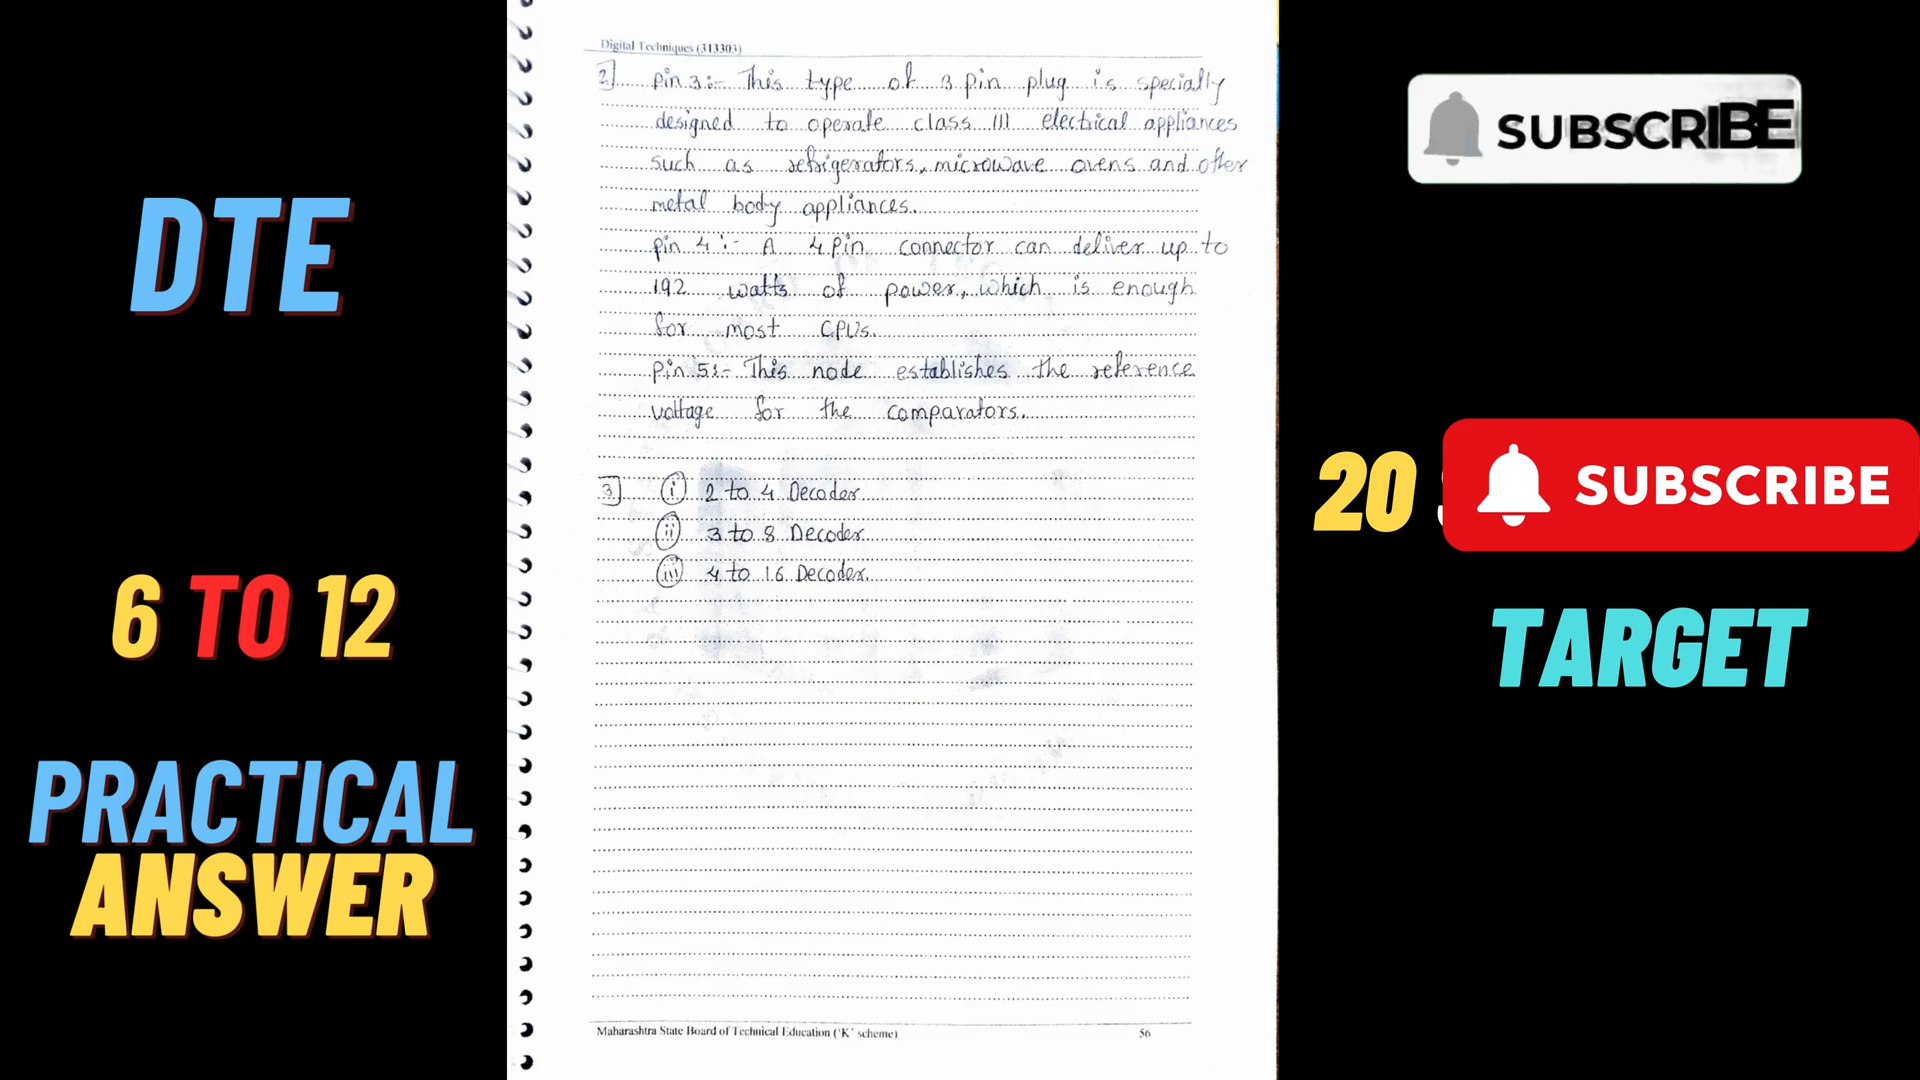 DTE
6 TO 12
PRACTICAL
ANSWER
Digital Techniques (313303)
2] pin 3:- This type of 3 pin plug is specially
designed to operate class III electrical appliances
such as refrigerators, microwave ovens and other
metal body appliances.
pin 4:- A 4 pin connector can deliver up to
192 watts of power, which is enough
for most CPUs.
pin 5:- This node establishes the reference
voltage for the comparators.
3] (i) 2 to 4 Decoder
(ii) 3 to 8 Decoder
(iii) 4 to 16 Decoder.
Maharashtra State Board of Technical Education ('K' scheme) 56
SUBSCRIBE
20 SUBSCRIBE
TARGET